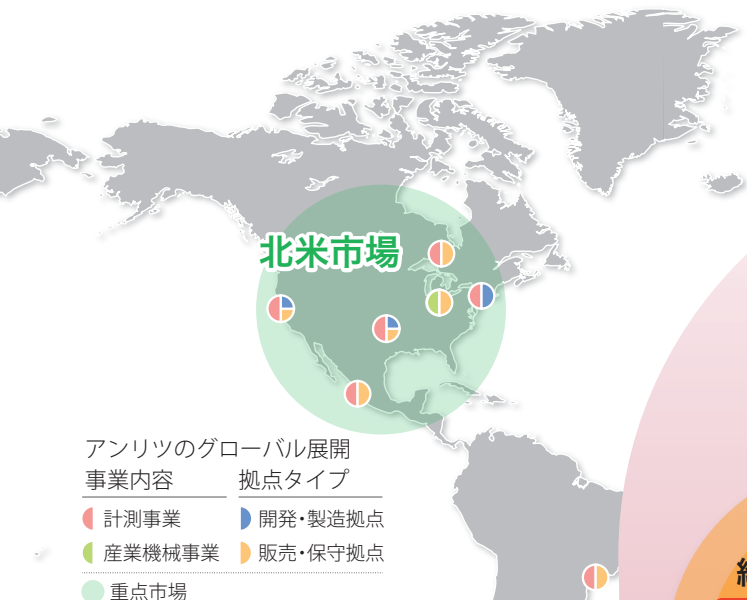 北米市場
アンリツのグローバル展開
事業内容 拠点タイプ
計測事業 開発・製造拠点
産業機械事業 販売・保守拠点
重点市場